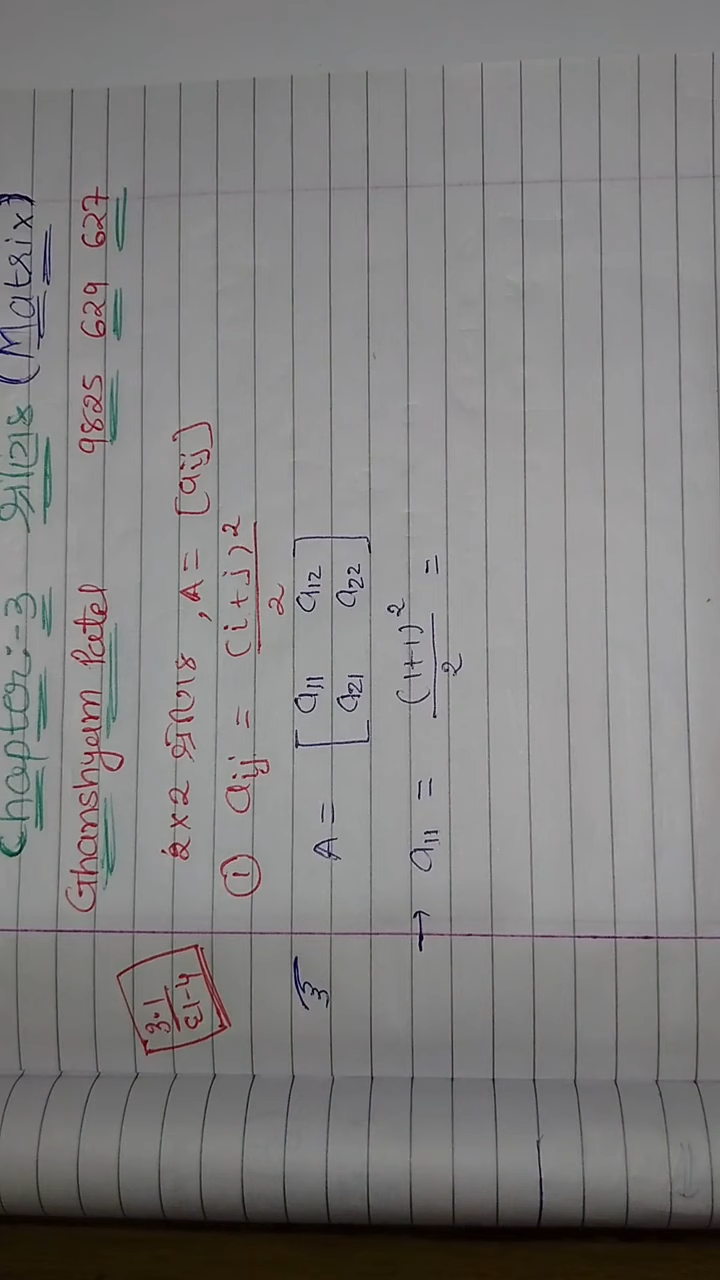 Chapter:-3 શ્રેણિક (Matrix)
Ghanshyam Patel 9825 629 627
3.1
દા-4
2×2 શ્રેણિક , A = [aij]
① aij = (i+j)²/2
A = [a11 a12
a21 a22]
→ a11 = (1+1)²/2 =